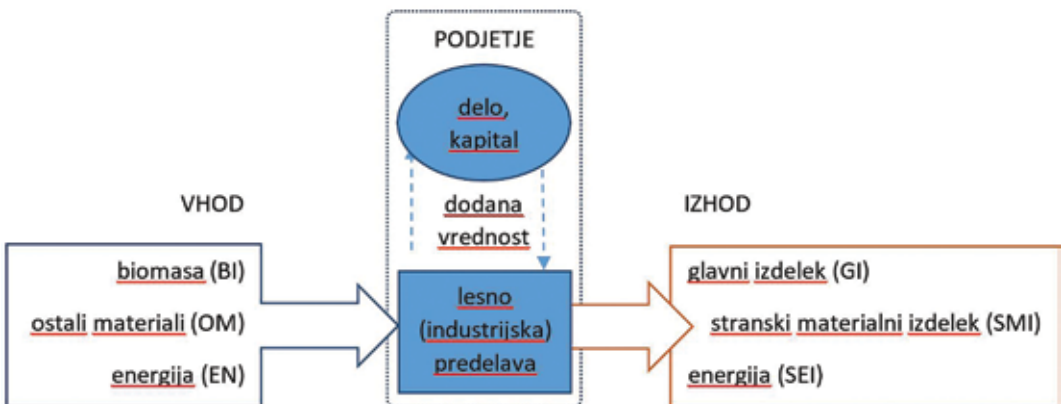 PODJETJE
delo,
kapital
dodana
vrednost
VHOD
biomasa (BI)
ostali materiali (OM)
energija (EN)
lesno
(industrijska)
predelava
IZHOD
glavni izdelek (GI)
stranski materialni izdelek (SMI)
energija (SEI)